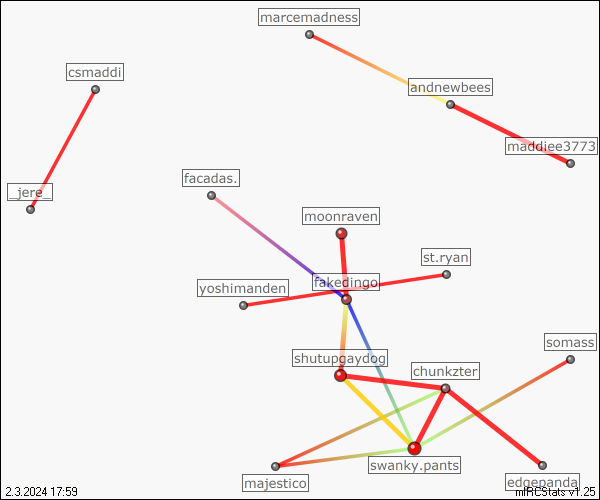 marcemadness
csmaddi
andnewbees
maddiee3773
facadas.
_jere_
moonraven
st.ryan
fakedingo
yoshimanden
somass
shutupgaydog
chunkzter
swanky.pants
majestico
edgepanda
2.3.2024 17:59
mIRCStats v1.25